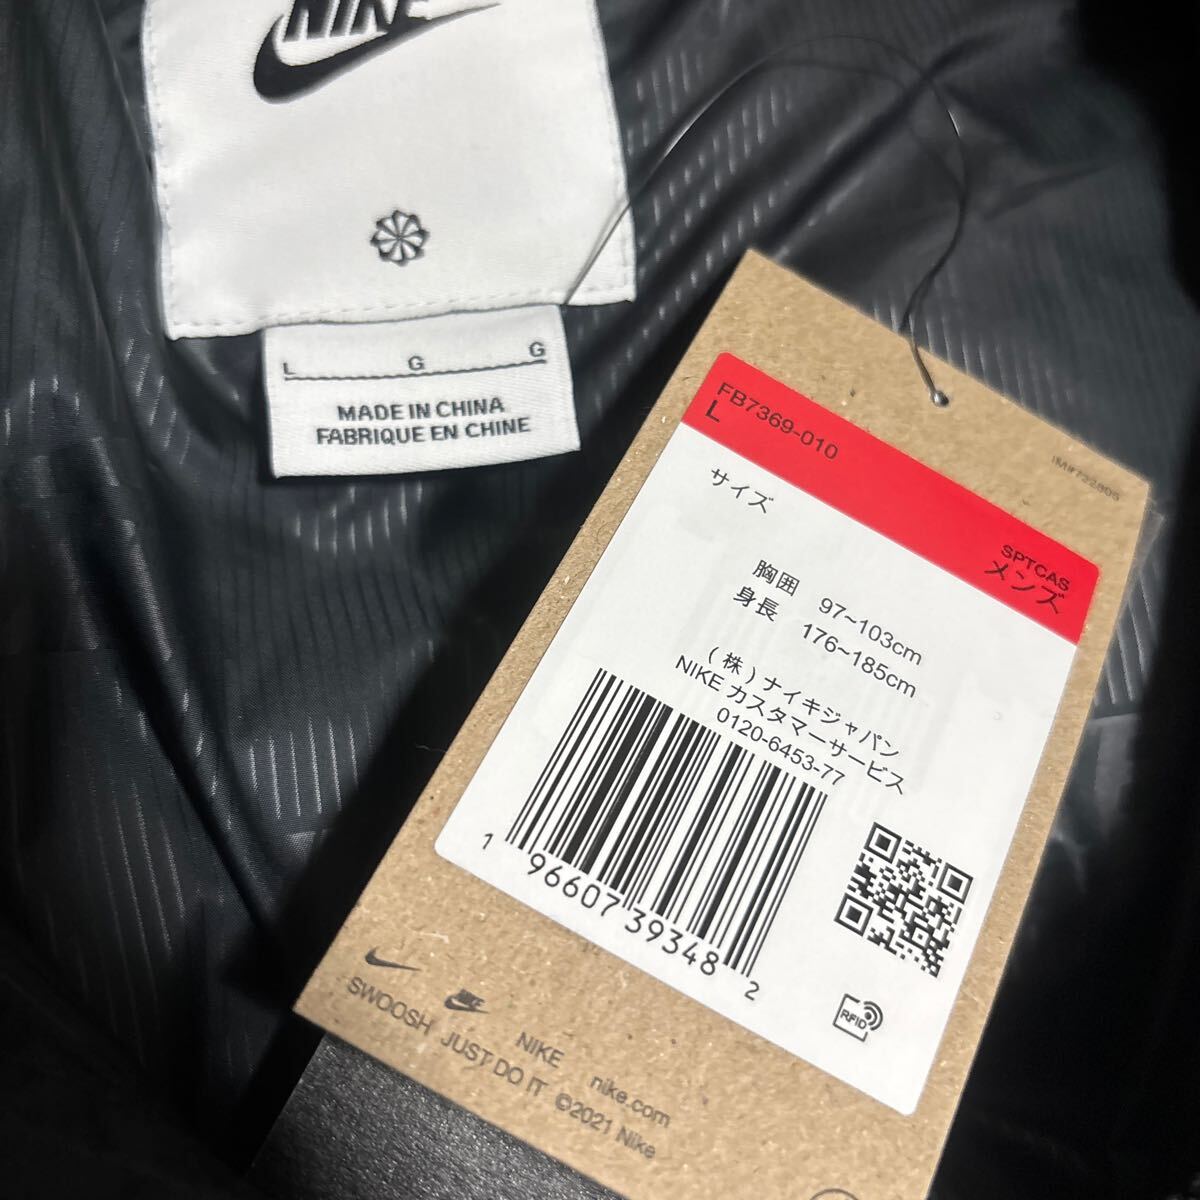 NIKE
L G G
MADE IN CHINA
FABRIQUE EN CHINE
FB7369-010
L
SPTCAS
メンズ
サイズ
胸囲 97~103cm
身長 176~185cm
(株)ナイキジャパン
NIKE カスタマーサービス
0120-6453-77
1 96607 39348 2
RFID
NIKE
NIKE nike.com
SWOOSH JUST DO IT ©2021 Nike